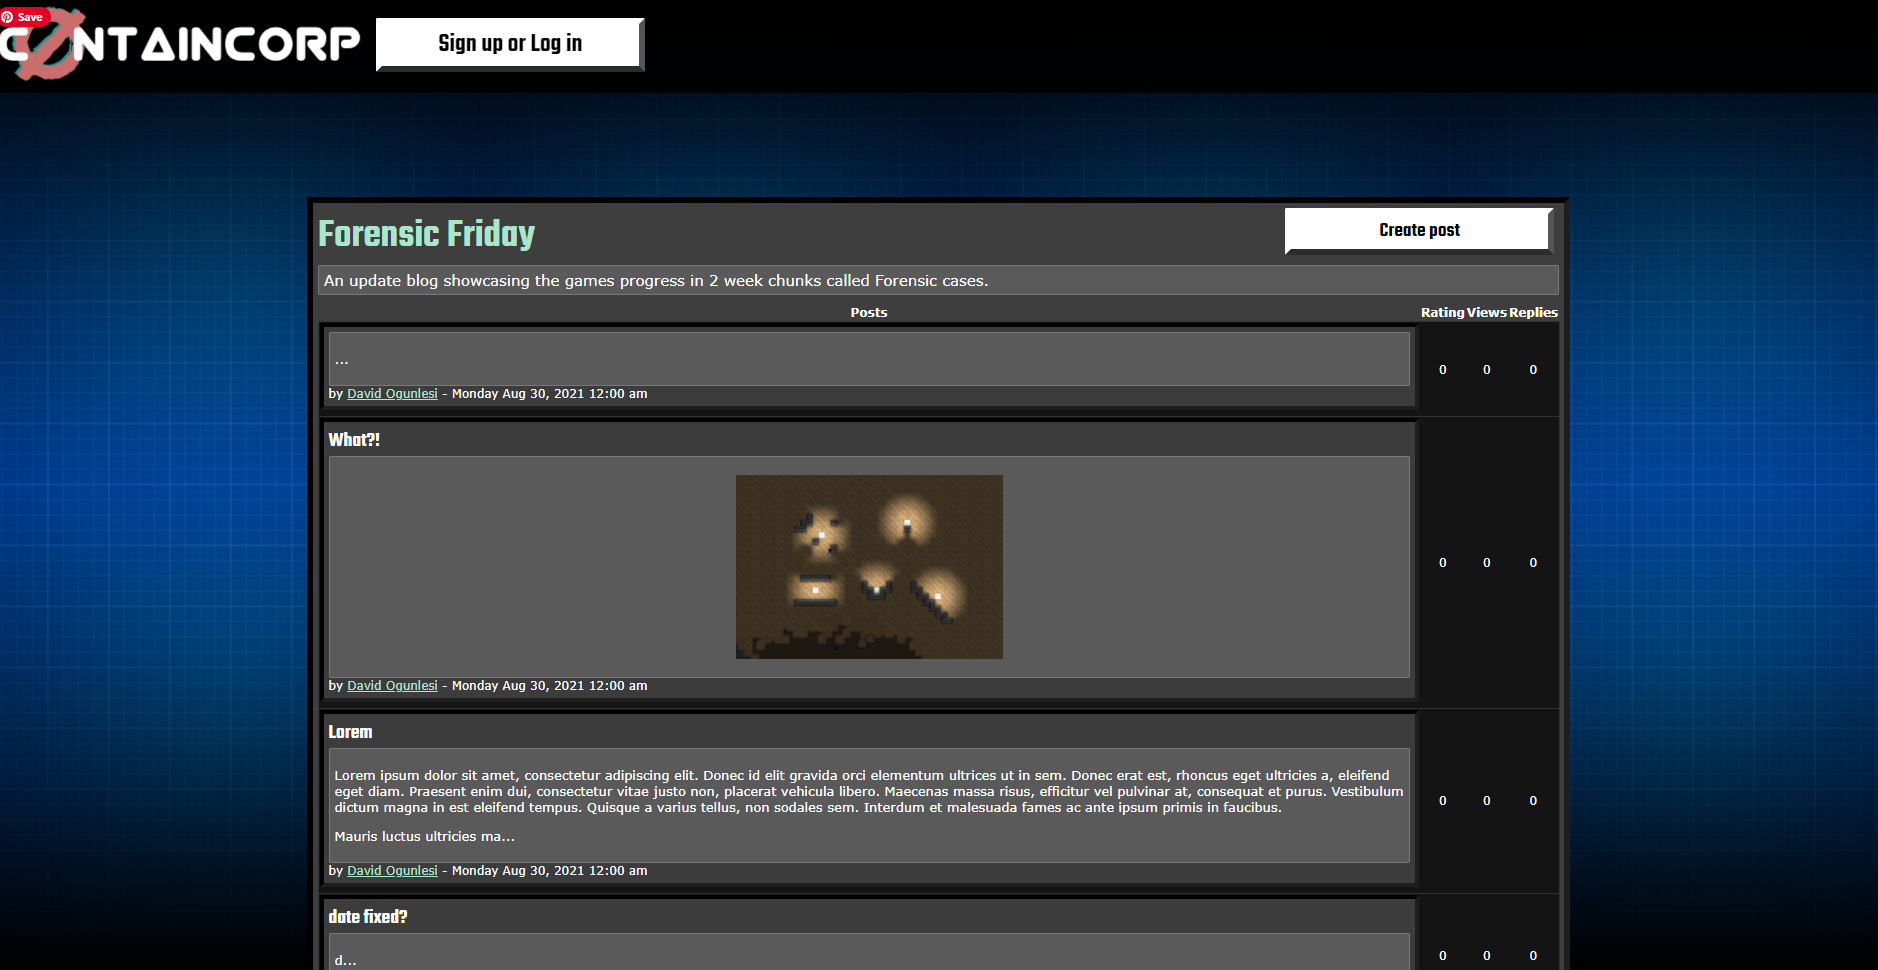 Save
CØNTAINCORP
Sign up or Log in
Forensic Friday
Create post
An update blog showcasing the games progress in 2 week chunks called Forensic cases.
Posts Rating Views Replies
...
0 0 0
by David Ogunlesi - Monday Aug 30, 2021 12:00 am
What?!
0 0 0
by David Ogunlesi - Monday Aug 30, 2021 12:00 am
Lorem
Lorem ipsum dolor sit amet, consectetur adipiscing elit. Donec id elit gravida orci elementum ultrices ut in sem. Donec erat est, rhoncus eget ultricies a, eleifend
eget diam. Praesent enim dui, consectetur vitae justo non, placerat vehicula libero. Maecenas massa risus, efficitur vel pulvinar at, consequat et purus. Vestibulum
dictum magna in est eleifend tempus. Quisque a varius tellus, non sodales sem. Interdum et malesuada fames ac ante ipsum primis in faucibus.
0 0 0
Mauris luctus ultricies ma...
by David Ogunlesi - Monday Aug 30, 2021 12:00 am
date fixed?
d...
0 0 0